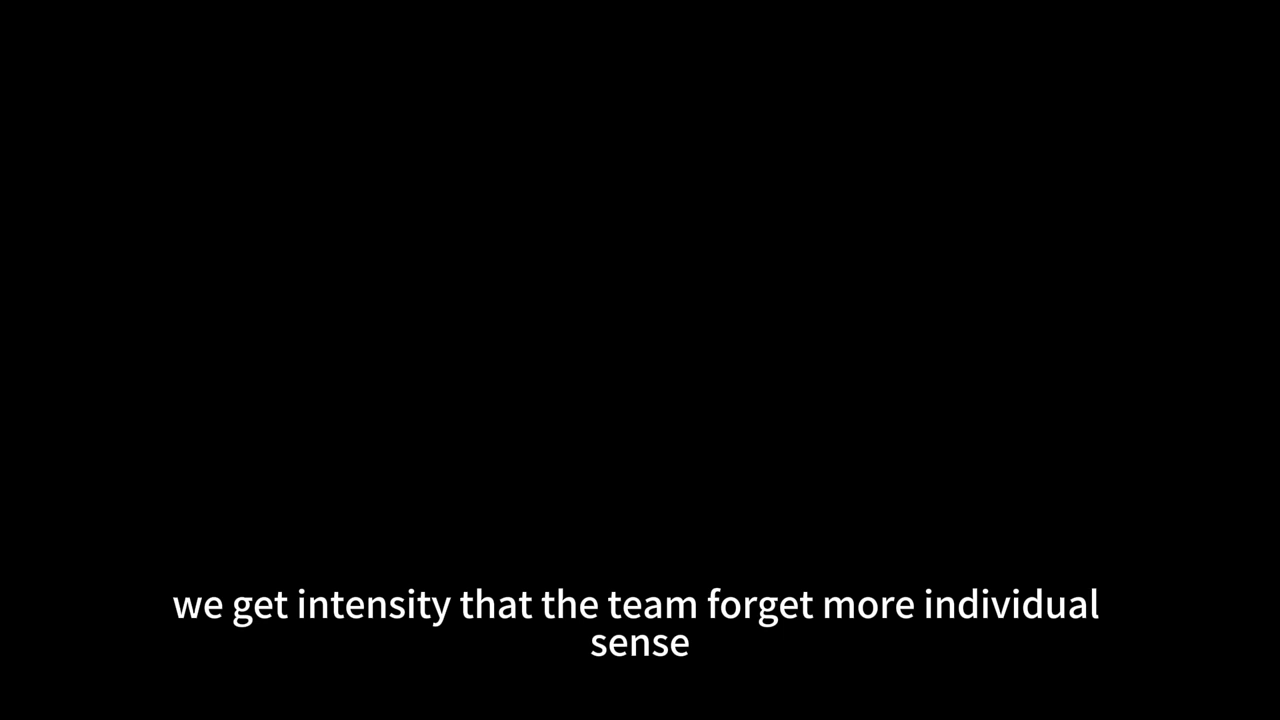 we get intensity that the team forget more individual
sense